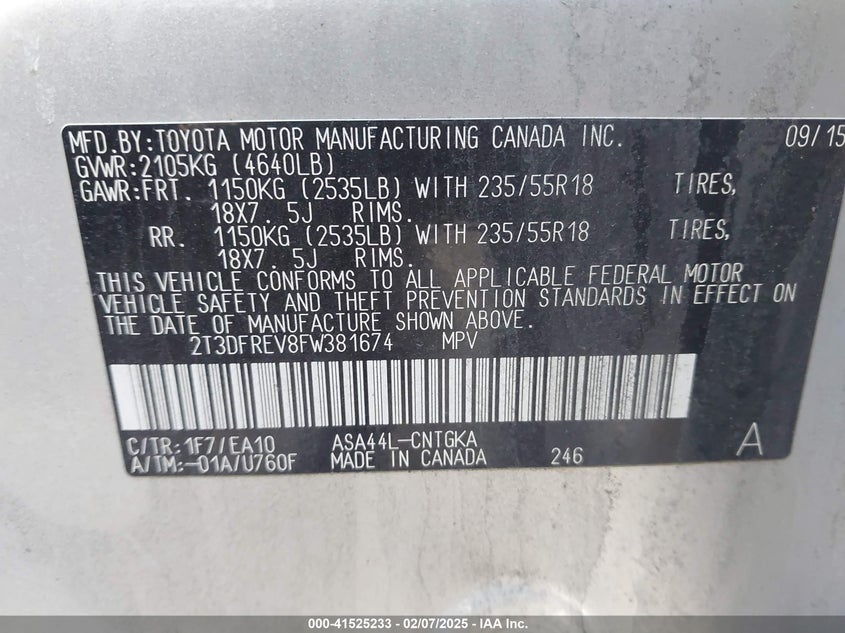 MFD.BY:TOYOTA MOTOR MANUFACTURING CANADA INC. 09/15
GVWR:2105KG (4640LB)
GAWR:FRT. 1150KG (2535LB) WITH 235/55R18 TIRES,
18X7. 5J RIMS.
RR. 1150KG (2535LB) WITH 235/55R18 TIRES,
18X7. 5J RIMS.
THIS VEHICLE CONFORMS TO ALL APPLICABLE FEDERAL MOTOR
VEHICLE SAFETY AND THEFT PREVENTION STANDARDS IN EFFECT ON
THE DATE OF MANUFACTURE SHOWN ABOVE.
2T3DFREV8FW381674 MPV
C/TR:1F7/EA10 ASA44L-CNTGKA A
A/TM:-01A/U760F MADE IN CANADA 246
000-41525233 - 02/07/2025 - IAA Inc.